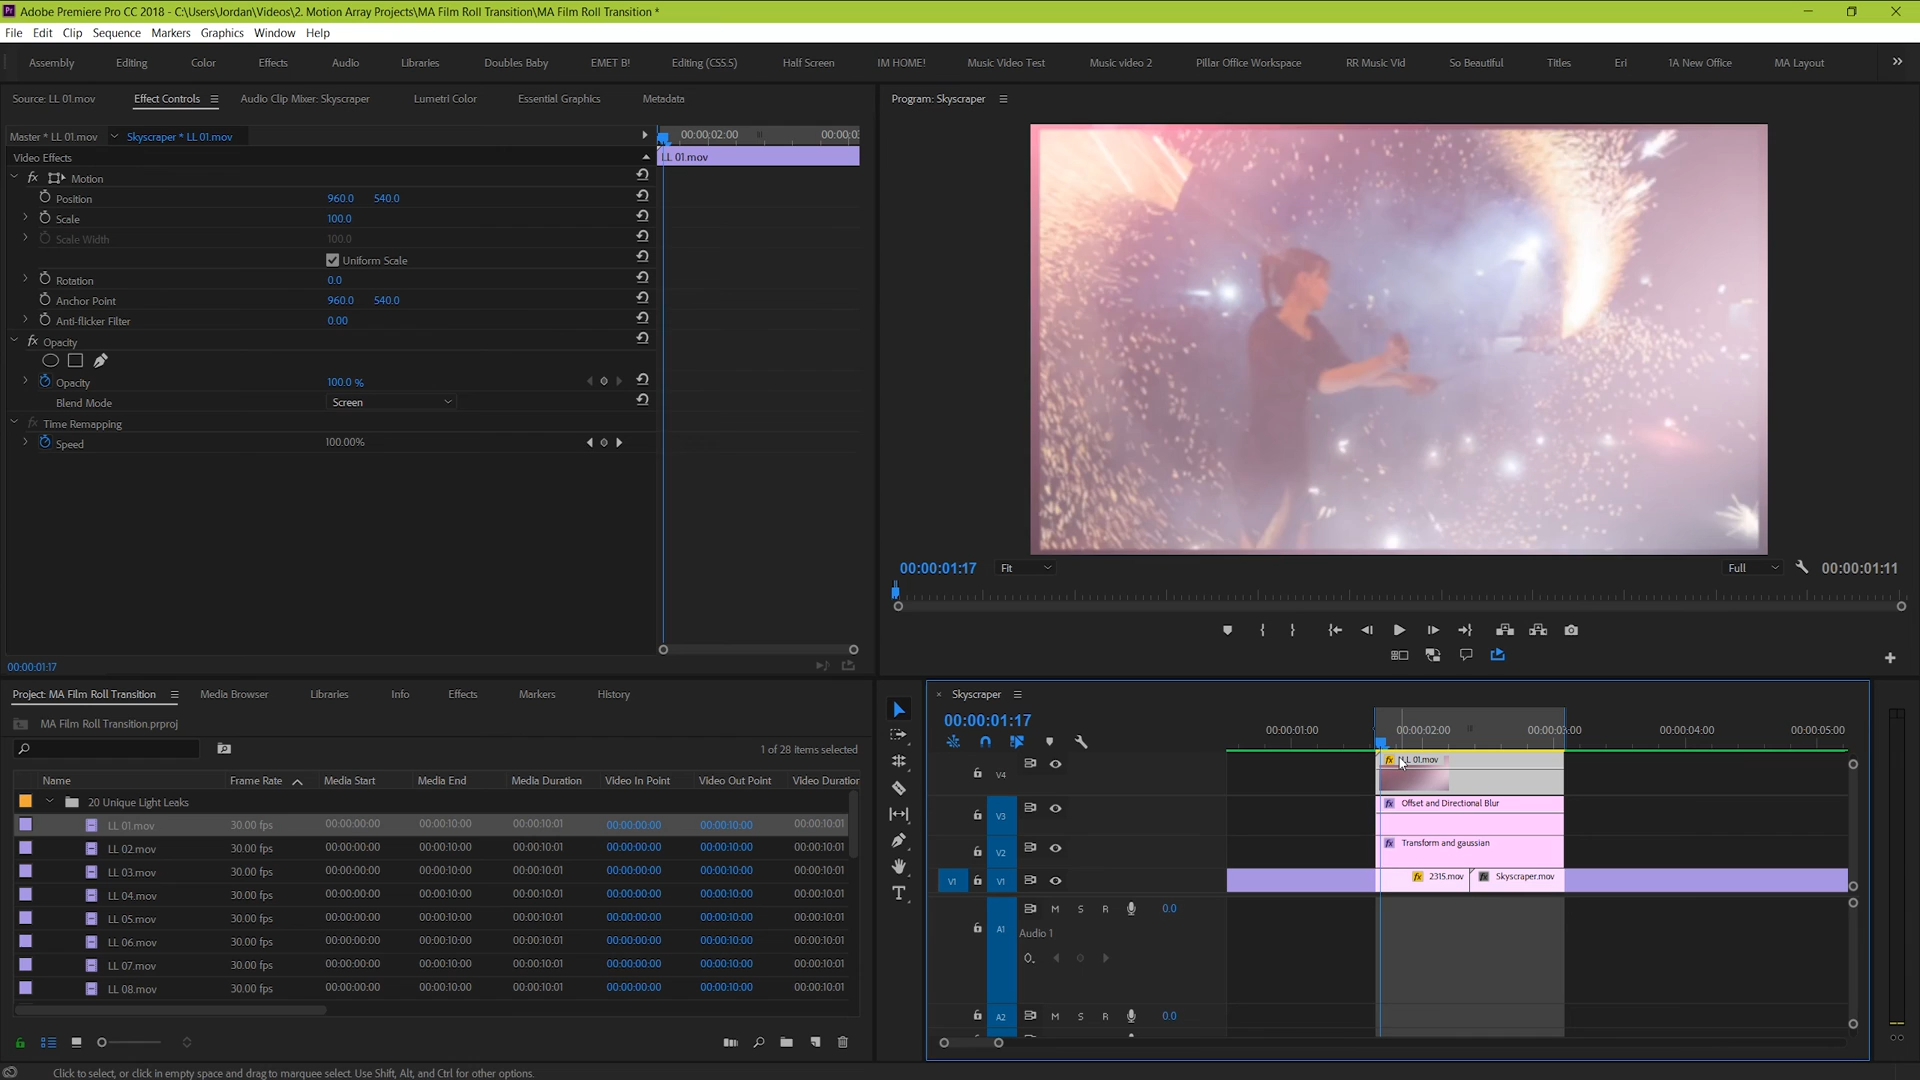 Adobe Premiere Pro CC 2018 - C:\Users\Jordan\Videos\2. Motion Array Projects\MA Film Roll Transition\MA Film Roll Transition *
File Edit Clip Sequence Markers Graphics Window Help
Assembly Editing Color Effects Audio Libraries Doubles Baby EMET B! Editing (CS5.5) Half Screen IM HOME! Music Video Test Music video 2 Pillar Office Workspace RR Music Vid So Beautiful Titles Eri 1A New Office MA Layout
Source: LL 01.mov Effect Controls Audio Clip Mixer: Skyscraper Lumetri Color Essential Graphics Metadata
Program: Skyscraper
Master * LL 01.mov Skyscraper * LL 01.mov
00:00:02:00
Video Effects
LL 01.mov
Motion
Position 960.0 540.0
Scale 100.0
Scale Width 100.0
Uniform Scale
Rotation 0.0
Anchor Point 960.0 540.0
Anti-flicker Filter 0.00
fx Opacity
Opacity 100.0 %
Blend Mode Screen
Time Remapping
Speed 100.00%
00:00:01:17
00:00:01:17 Fit Full 00:00:01:11
Project: MA Film Roll Transition Media Browser Libraries Info Effects Markers History
MA Film Roll Transition.prproj
1 of 28 items selected
Name Frame Rate Media Start Media End Media Duration Video In Point Video Out Point Video Duration
20 Unique Light Leaks
LL 01.mov 30.00 fps 00:00:00:00 00:00:10:00 00:00:10:01 00:00:00:00 00:00:10:00 00:00:10:01
LL 02.mov 30.00 fps 00:00:00:00 00:00:10:00 00:00:10:01 00:00:00:00 00:00:10:00 00:00:10:01
LL 03.mov 30.00 fps 00:00:00:00 00:00:10:00 00:00:10:01 00:00:00:00 00:00:10:00 00:00:10:01
LL 04.mov 30.00 fps 00:00:00:00 00:00:10:00 00:00:10:01 00:00:00:00 00:00:10:00 00:00:10:01
LL 05.mov 30.00 fps 00:00:00:00 00:00:10:00 00:00:10:01 00:00:00:00 00:00:10:00 00:00:10:01
LL 06.mov 30.00 fps 00:00:00:00 00:00:10:00 00:00:10:01 00:00:00:00 00:00:10:00 00:00:10:01
LL 07.mov 30.00 fps 00:00:00:00 00:00:10:00 00:00:10:01 00:00:00:00 00:00:10:00 00:00:10:01
LL 08.mov 30.00 fps 00:00:00:00 00:00:10:00 00:00:10:01 00:00:00:00 00:00:10:00 00:00:10:01
Skyscraper
00:00:01:17
00:00:01:00 00:00:02:00 00:00:03:00 00:00:04:00 00:00:05:00
V4 fx LL 01.mov
V3 fx Offset and Directional Blur
V2 fx Transform and gaussian
V1 V1 fx 2315.mov fx Skyscraper.mov
A1 M S R 0.0
Audio 1
A2 M S R 0.0
Click to select, or click in empty space and drag to marquee select. Use Shift, Alt, and Ctrl for other options.